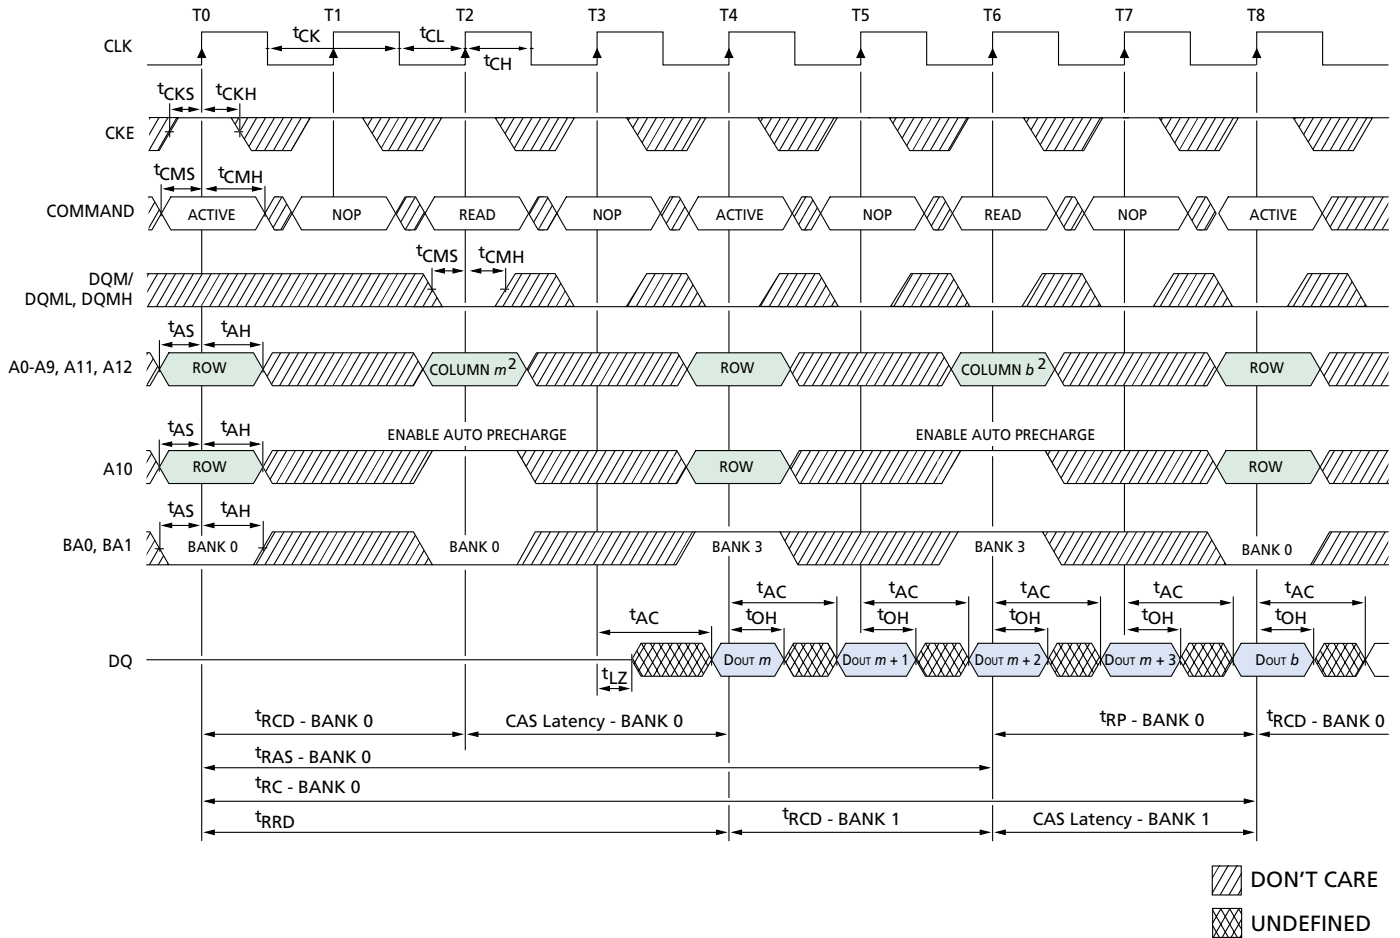 T0 T1 T2 T3 T4 T5 T6 T7 T8
CLK
tCK tCL
tCH
tCKS tCKH
CKE
tCMS tCMH
COMMAND ACTIVE NOP READ NOP ACTIVE NOP READ NOP ACTIVE
tCMS tCMH
DQM/
DQML, DQMH
tAS tAH
A0-A9, A11, A12 ROW COLUMN m2 ROW COLUMN b 2 ROW
tAS tAH
ENABLE AUTO PRECHARGE ENABLE AUTO PRECHARGE
A10 ROW ROW ROW
tAS tAH
BA0, BA1 BANK 0 BANK 0 BANK 3 BANK 3 BANK 0
tAC tAC tAC tAC tAC
tAC tOH tOH tOH tOH tOH
DQ DOUT m DOUT m + 1 DOUT m + 2 DOUT m + 3 DOUT b
tLZ
tRCD - BANK 0 CAS Latency - BANK 0 tRP - BANK 0 tRCD - BANK 0
tRAS - BANK 0
tRC - BANK 0
tRRD tRCD - BANK 1 CAS Latency - BANK 1
DON'T CARE
UNDEFINED